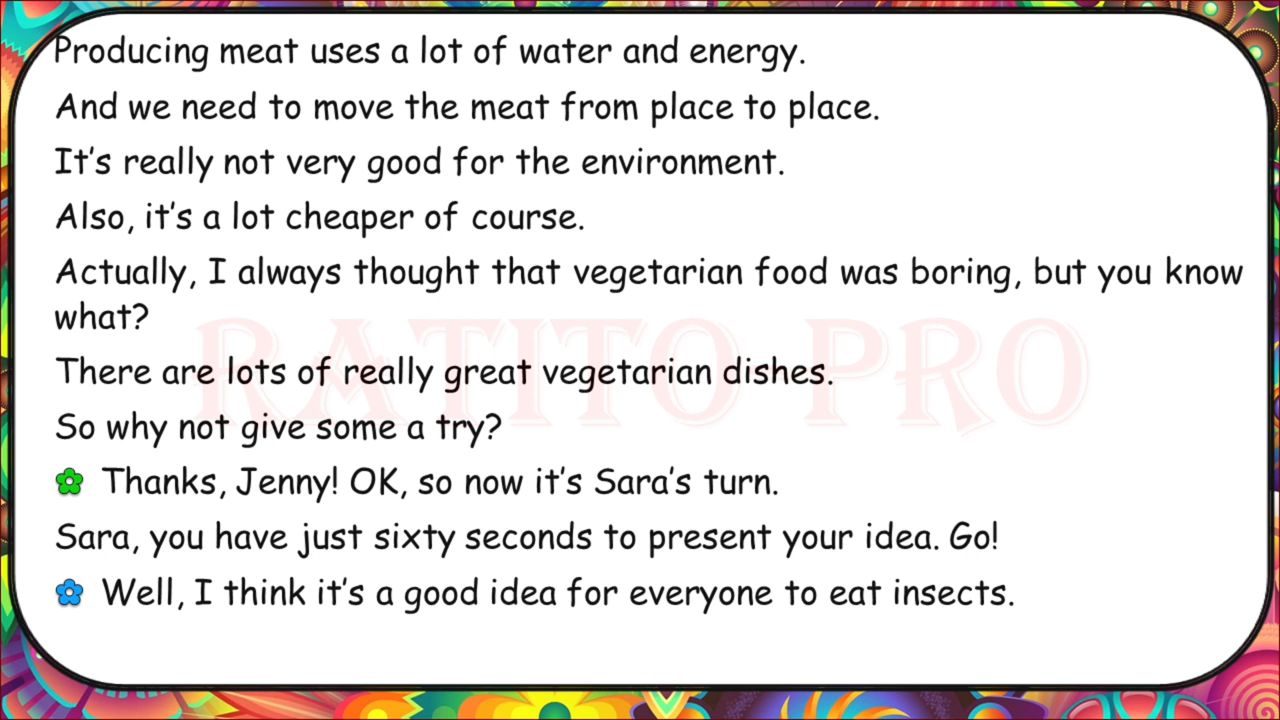 Producing meat uses a lot of water and energy.
And we need to move the meat from place to place.
It's really not very good for the environment.
Also, it's a lot cheaper of course.
Actually, I always thought that vegetarian food was boring, but you know
what?
RATITO PRO
There are lots of really great vegetarian dishes.
So why not give some a try?
Thanks, Jenny! OK, so now it's Sara's turn.
Sara, you have just sixty seconds to present your idea. Go!
Well, I think it's a good idea for everyone to eat insects.